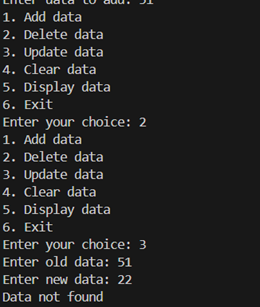 Enter data to add: 51
1. Add data
2. Delete data
3. Update data
4. Clear data
5. Display data
6. Exit
Enter your choice: 2
1. Add data
2. Delete data
3. Update data
4. Clear data
5. Display data
6. Exit
Enter your choice: 3
Enter old data: 51
Enter new data: 22
Data not found